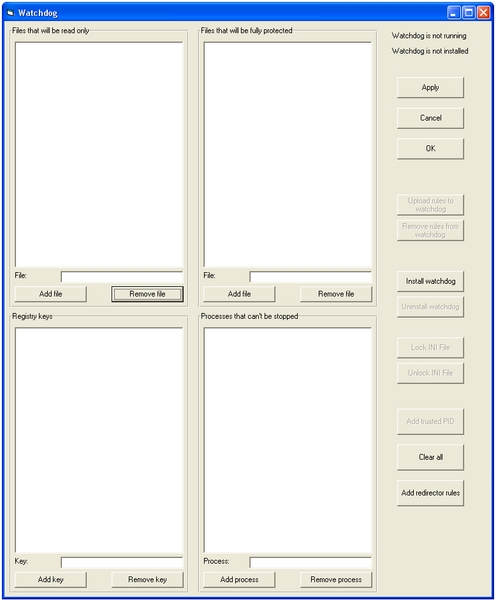 Watchdog
Files that will be read only
Files that will be fully protected
Watchdog is not running
Watchdog is not installed
Apply
Cancel
OK
Upload rules to
watchdog
Remove rules from
watchdog
File:
File:
Add file
Remove file
Add file
Remove file
Install watchdog
Uninstall watchdog
Registry keys
Processes that can't be stopped
Lock INI File
Unlock INI File
Add trusted PID
Clear all
Add redirector rules
Key:
Process:
Add key
Remove key
Add process
Remove process